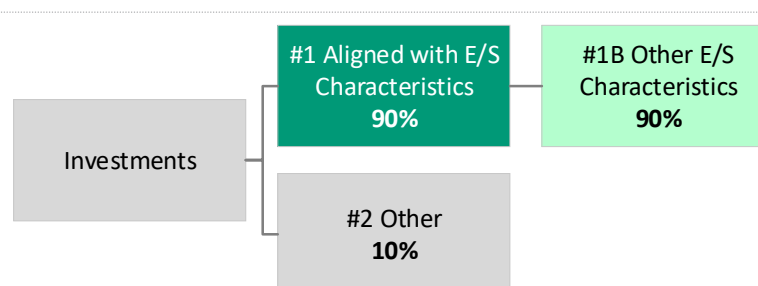 #1 Aligned with E/S
Characteristics
90%
#1B Other E/S
Characteristics
90%
Investments
#2 Other
10%